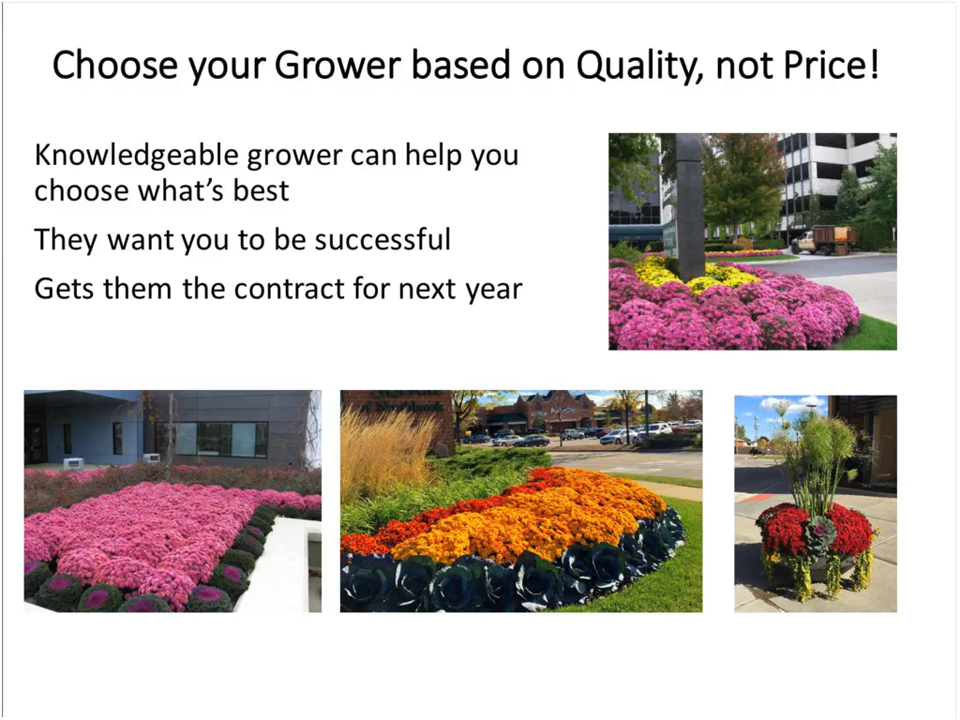 Choose your Grower based on Quality, not Price!
Knowledgeable grower can help you
choose what’s best
They want you to be successful
Gets them the contract for next year